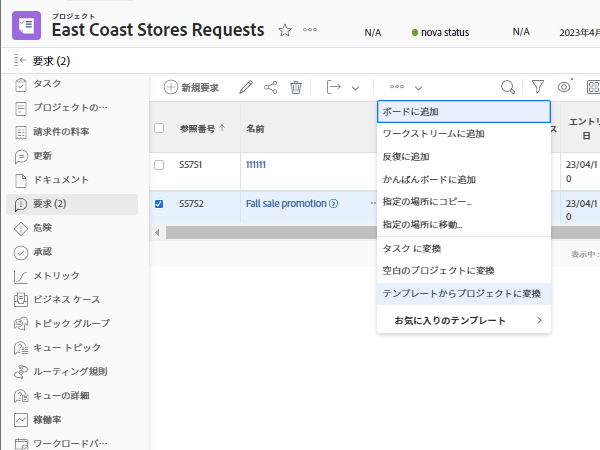 プロジェクト
East Coast Stores Requests
N/A
nova status
N/A
2023年4月
要求 (2)
タスク
プロジェクトの…
請求件の料率
更新
ドキュメント
要求 (2)
危険
承認
メトリック
ビジネス ケース
トピック グループ
キュー トピック
ルーティング規則
キューの詳細
稼働率
ワークロードバ…
新規要求
参照番号
名前
ス
エントリ
日
55751
111111
23/04/1
0
55752
Fall sale promotion
23/04/1
0
表示中 :
ボードに追加
ワークストリームに追加
反復に追加
かんばんボードに追加
指定の場所にコピー...
指定の場所に移動...
タスク に変換
空白のプロジェクトに変換
テンプレートからプロジェクトに変換
お気に入りのテンプレート